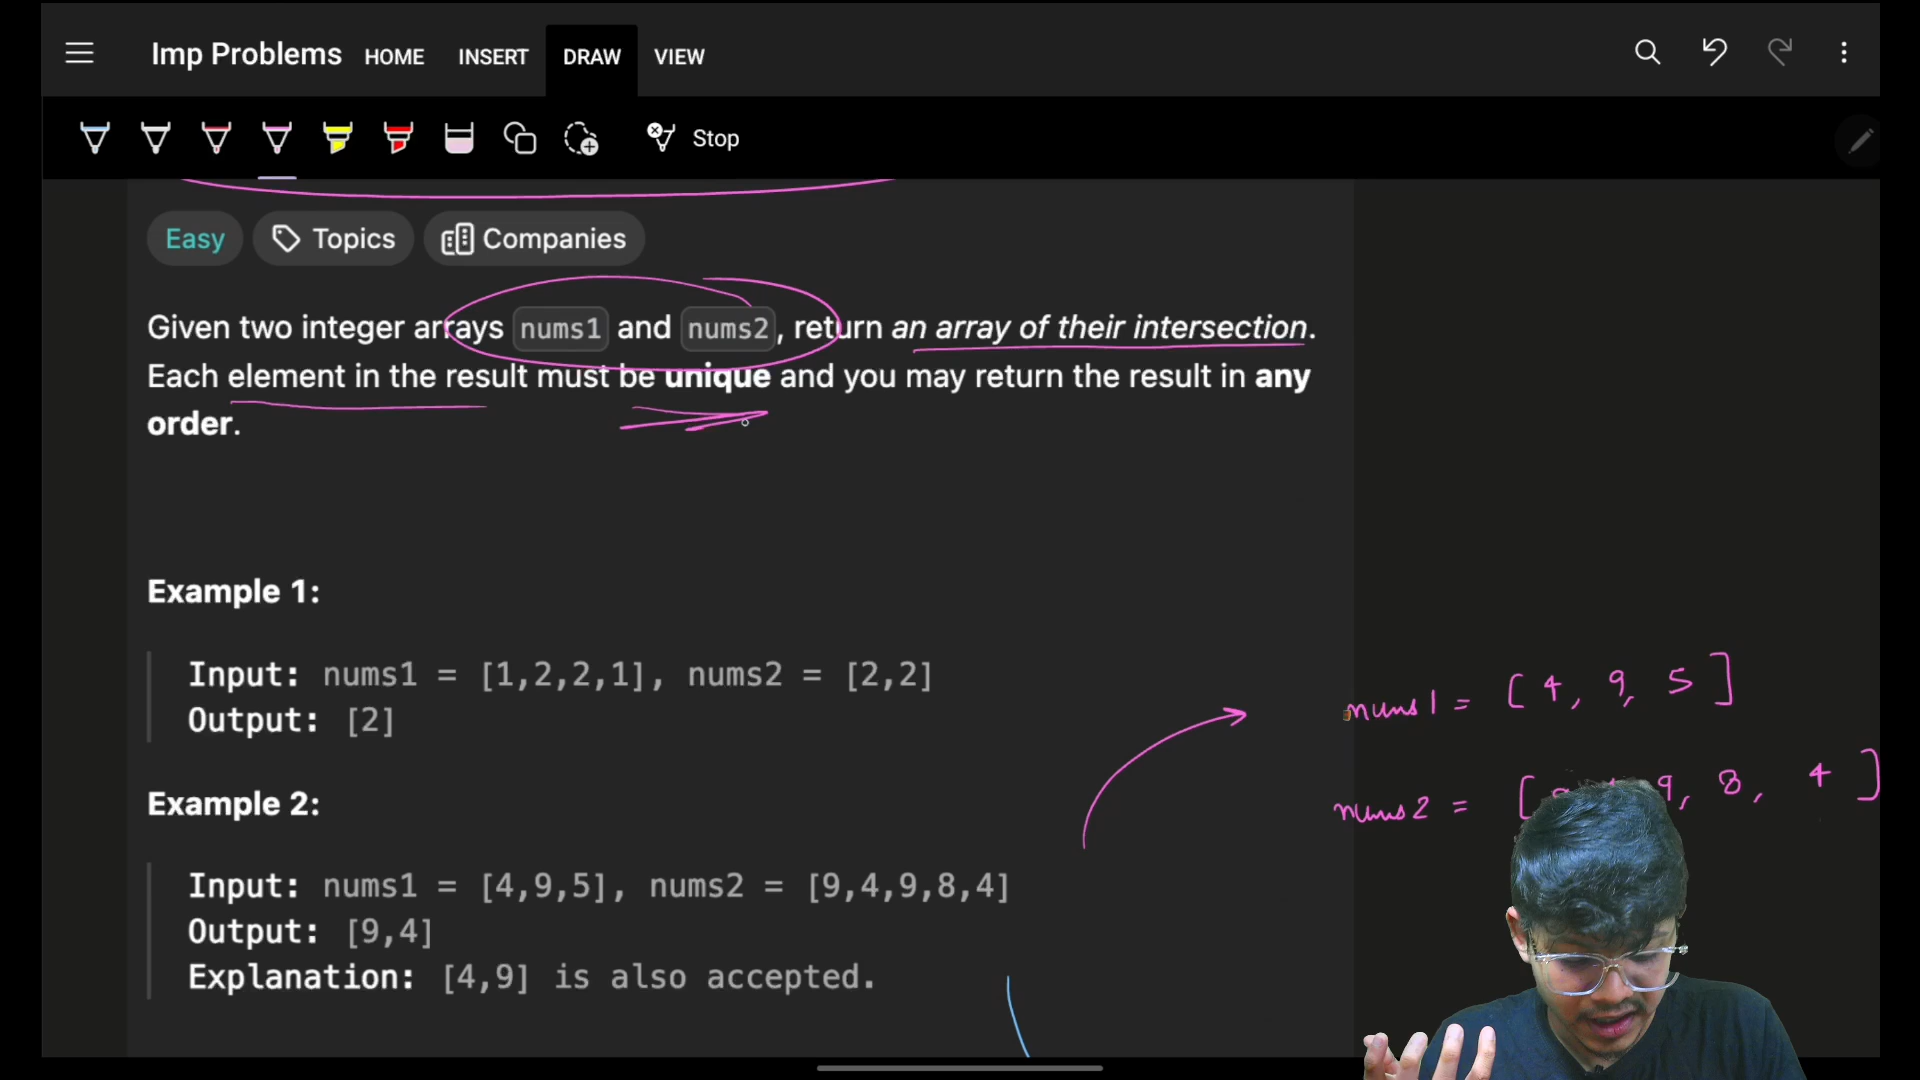 Imp Problems HOME INSERT DRAW VIEW
Stop
Easy Topics Companies
Given two integer arrays nums1 and nums2, return an array of their intersection.
Each element in the result must be unique and you may return the result in any
order.
Example 1:
Input: nums1 = [1,2,2,1], nums2 = [2,2]
Output: [2]
nums1 = [4, 9, 5]
Example 2:
nums2 = [ 9, 8, 4 ]
Input: nums1 = [4,9,5], nums2 = [9,4,9,8,4]
Output: [9,4]
Explanation: [4,9] is also accepted.